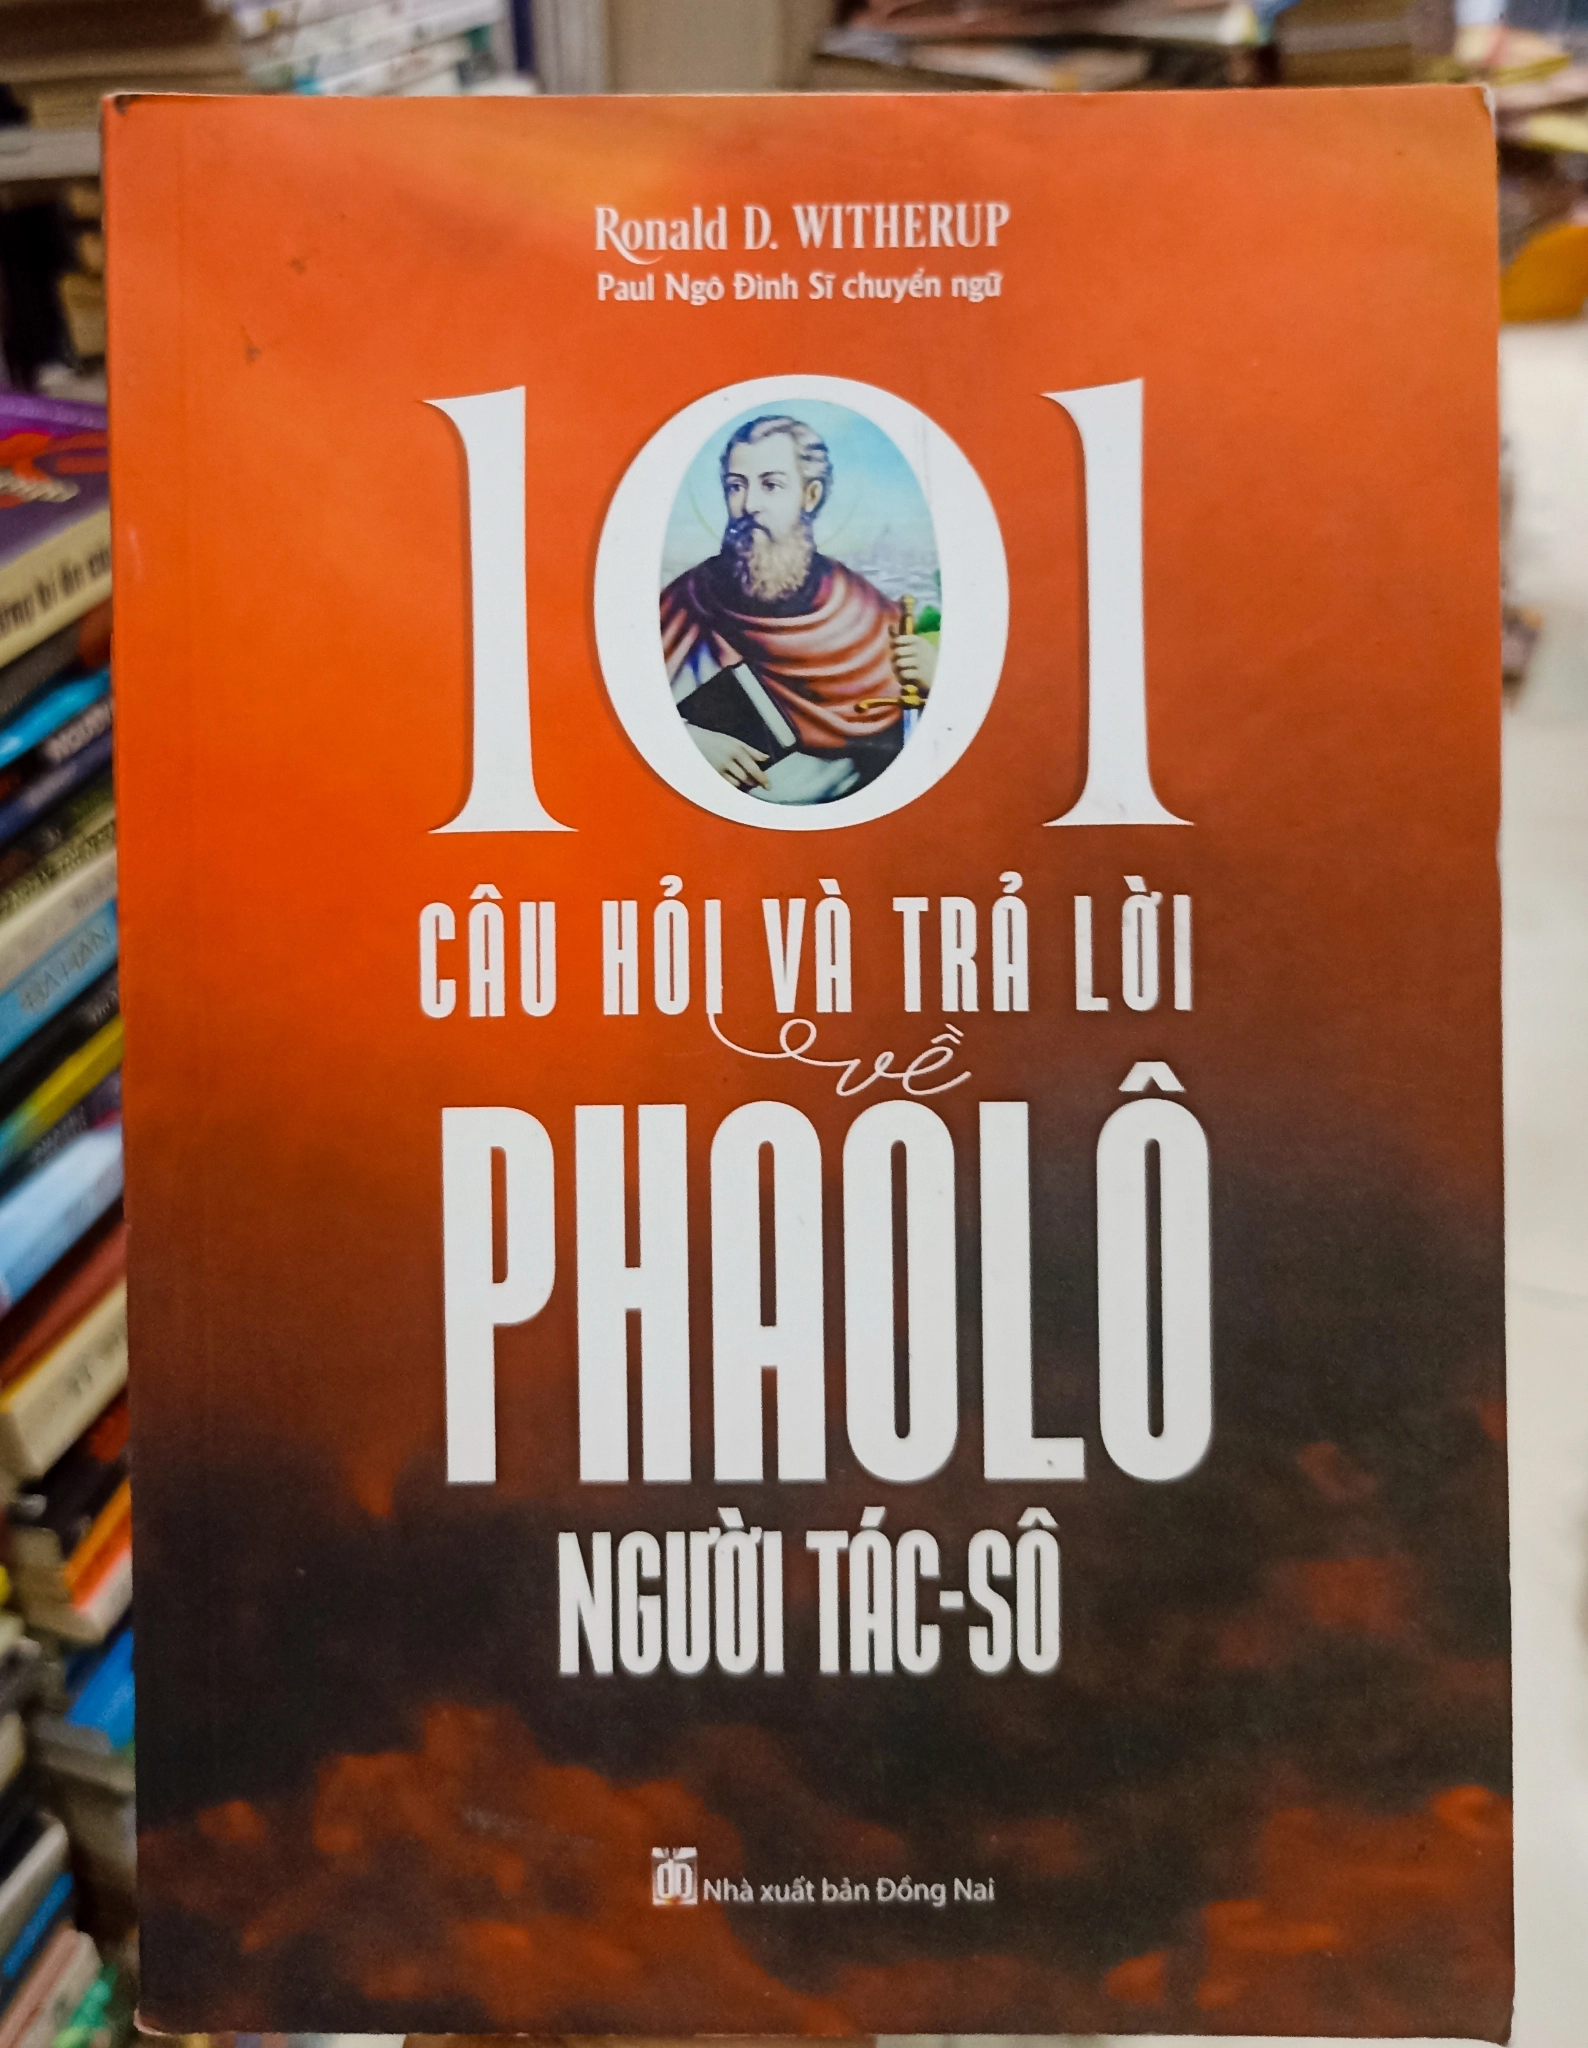 Ronald D. WITHERUP
Paul Ngô Đình Sĩ chuyển ngữ
101
CÂU HỎI VÀ TRẢ LỜI
về
PHAOLÔ
NGƯỜI TÁC-SÔ
Nhà xuất bản Đồng Nai